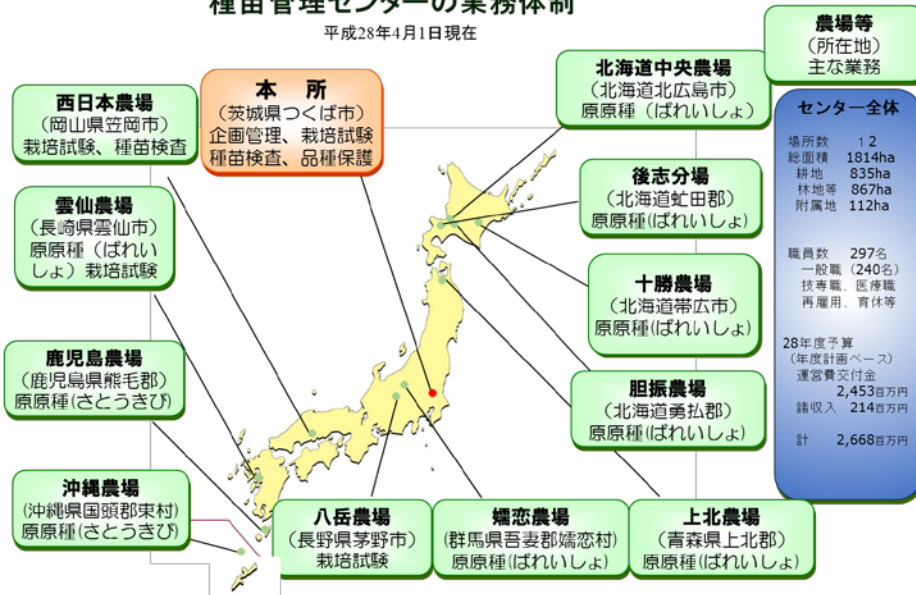 種苗管理センターの業務体制
平成28年4月1日現在
農場等
（所在地）
主な業務
西日本農場
（岡山県笠岡市）
栽培試験、種苗検査
本　所
（茨城県つくば市）
企画管理、栽培試験
種苗検査、品種保護
北海道中央農場
（北海道北広島市）
原原種（ばれいしょ）
雲仙農場
（長崎県雲仙市）
原原種（ばれい
しょ）栽培試験
後志分場
（北海道虻田郡）
原原種(ばれいしょ)
十勝農場
（北海道帯広市）
原原種(ばれいしょ)
鹿児島農場
（鹿児島県熊毛郡）
原原種(さとうきび)
胆振農場
（北海道勇払郡）
原原種(ばれいしょ)
沖縄農場
(沖縄県国頭郡東村)
原原種(さとうきび)
八岳農場
（長野県茅野市）
栽培試験
嬬恋農場
(群馬県吾妻郡嬬恋村)
原原種(ばれいしょ)
上北農場
（青森県上北郡）
原原種(ばれいしょ)
センター全体
場所数　12
総面積　1814ha
耕地　835ha
林地等　867ha
附属地　112ha
職員数　297名
一般職（240名）
技専職、医療職
再雇用、育休等
28年度予算
（年度計画ベース）
運営費交付金
2,453百万円
諸収入　214百万円
計　2,668百万円